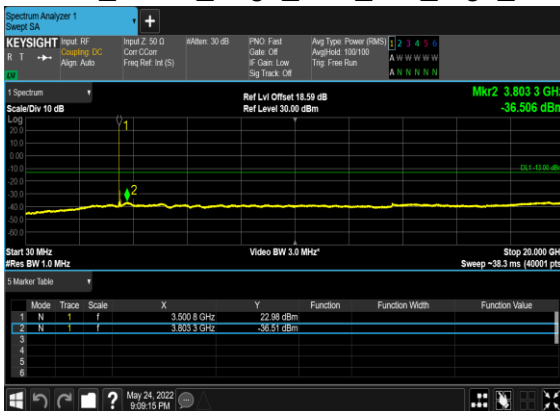 Spectrum Analyzer 1
Swept SA
KEYSIGHT Input: RF Input Z: 50 Ω #Atten: 30 dB PNO: Fast Avg Type: Power (RMS) 1 2 3 4 5 6
R T Coupling: DC Corr CCorr Gate: Off Avg|Hold: 100/100 A W W W W W
Align: Auto Freq Ref: Int (S) IF Gain: Low Trig: Free Run
Sig Track: Off A N N N N N
1 Spectrum Ref Lvl Offset 18.59 dB Mkr2 3.803 3 GHz
Scale/Div 10 dB Ref Level 30.00 dBm -36.506 dBm
Log
20.0 1
10.0
0.00
-10.0 DL1 -13.00 dBm
-20.0
-30.0 2
-40.0
-50.0
-60.0
Start 30 MHz Video BW 3.0 MHz* Stop 20.000 GH
#Res BW 1.0 MHz Sweep ~38.3 ms (40001 pts
5 Marker Table
Mode Trace Scale X Y Function Function Width Function Value
1 N 1 f 3.500 8 GHz 22.98 dBm
2 N 1 f 3.803 3 GHz -36.51 dBm
3
4
5
6
? May 24, 2022
9:09:15 PM